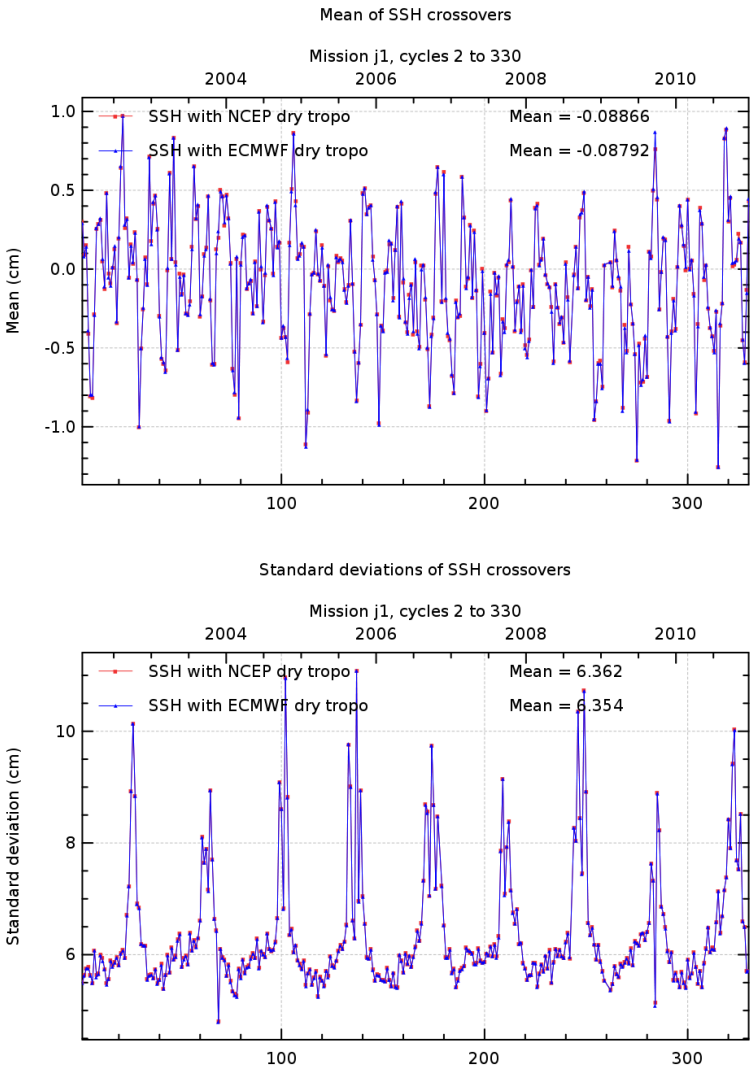 Mean of SSH crossovers
Mission j1, cycles 2 to 330
2004 2006 2008 2010
SSH with NCEP dry tropo Mean = -0.08866
SSH with ECMWF dry tropo Mean = -0.08792
1.0
0.5
0.0
-0.5
-1.0
Mean (cm)
100 200 300
Standard deviations of SSH crossovers
Mission j1, cycles 2 to 330
2004 2006 2008 2010
SSH with NCEP dry tropo Mean = 6.362
SSH with ECMWF dry tropo Mean = 6.354
10
8
6
Standard deviation (cm)
100 200 300